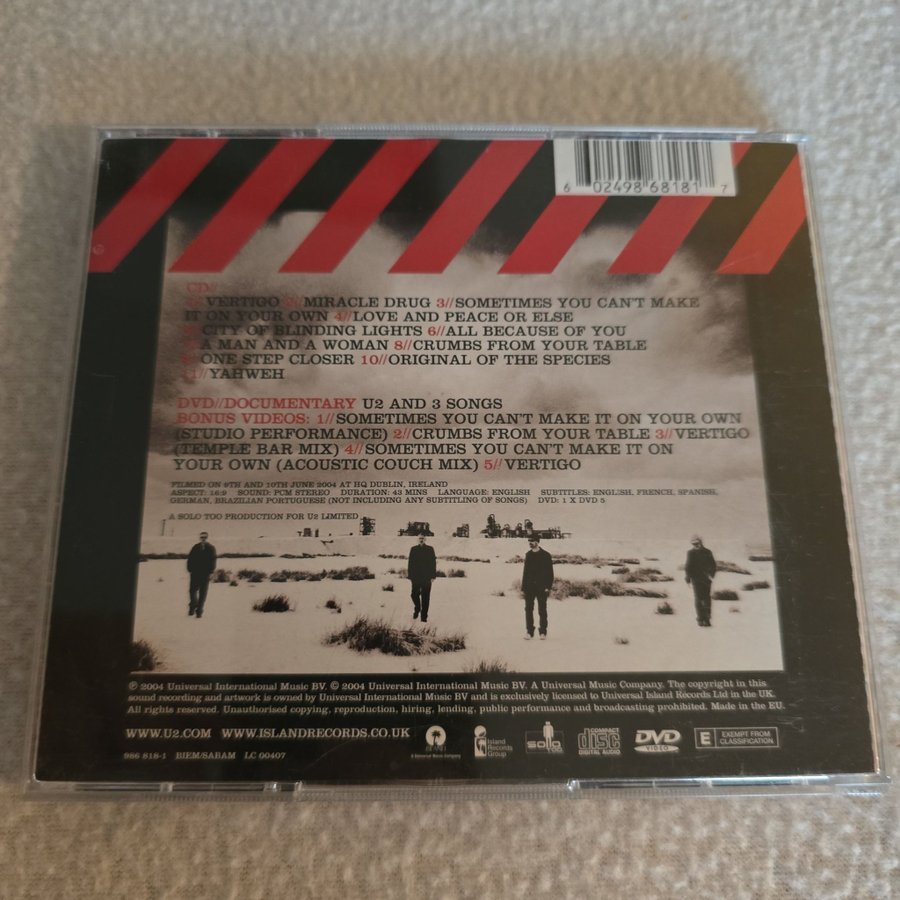 6 02498 68181 7
CD//
VERTIGO 2//MIRACLE DRUG 3//SOMETIMES YOU CAN'T MAKE
IT ON YOUR OWN 4//LOVE AND PEACE OR ELSE
CITY OF BLINDING LIGHTS 6//ALL BECAUSE OF YOU
A MAN AND A WOMAN 8//CRUMBS FROM YOUR TABLE
ONE STEP CLOSER 10//ORIGINAL OF THE SPECIES
11//YAHWEH
DVD//DOCUMENTARY U2 AND 3 SONGS
BONUS VIDEOS: 1//SOMETIMES YOU CAN'T MAKE IT ON YOUR OWN
(STUDIO PERFORMANCE) 2//CRUMBS FROM YOUR TABLE 3//VERTIGO
(TEMPLE BAR MIX) 4//SOMETIMES YOU CAN'T MAKE IT ON
YOUR OWN (ACOUSTIC COUCH MIX) 5//VERTIGO
FILMED ON 9TH AND 10TH JUNE 2004 AT HQ DUBLIN, IRELAND
ASPECT: 16:9 SOUND: PCM STEREO DURATION: 43 MINS LANGUAGE: ENGLISH SUBTITLES: ENGLISH, FRENCH, SPANISH,
GERMAN, BRAZILIAN PORTUGUESE (NOT INCLUDING ANY SUBTITLING OF SONGS) DVD: 1 X DVD 5
A SOLO TOO PRODUCTION FOR U2 LIMITED
℗ 2004 Universal International Music BV. © 2004 Universal International Music BV. A Universal Music Company. The copyright in this
sound recording and artwork is owned by Universal International Music BV and is exclusively licensed to Universal Island Records Ltd in the UK.
All rights reserved. Unauthorised copying, reproduction, hiring, lending, public performance and broadcasting prohibited. Made in the EU.
WWW.U2.COM WWW.ISLANDRECORDS.CO.UK
ISLAND
A Universal Music Company
Island
Records
Group
solo
too
COMPACT
disc
DIGITAL AUDIO
DVD
VIDEO
E EXEMPT FROM
CLASSIFICATION
986 818-1 BIEM/SABAM LC 00407